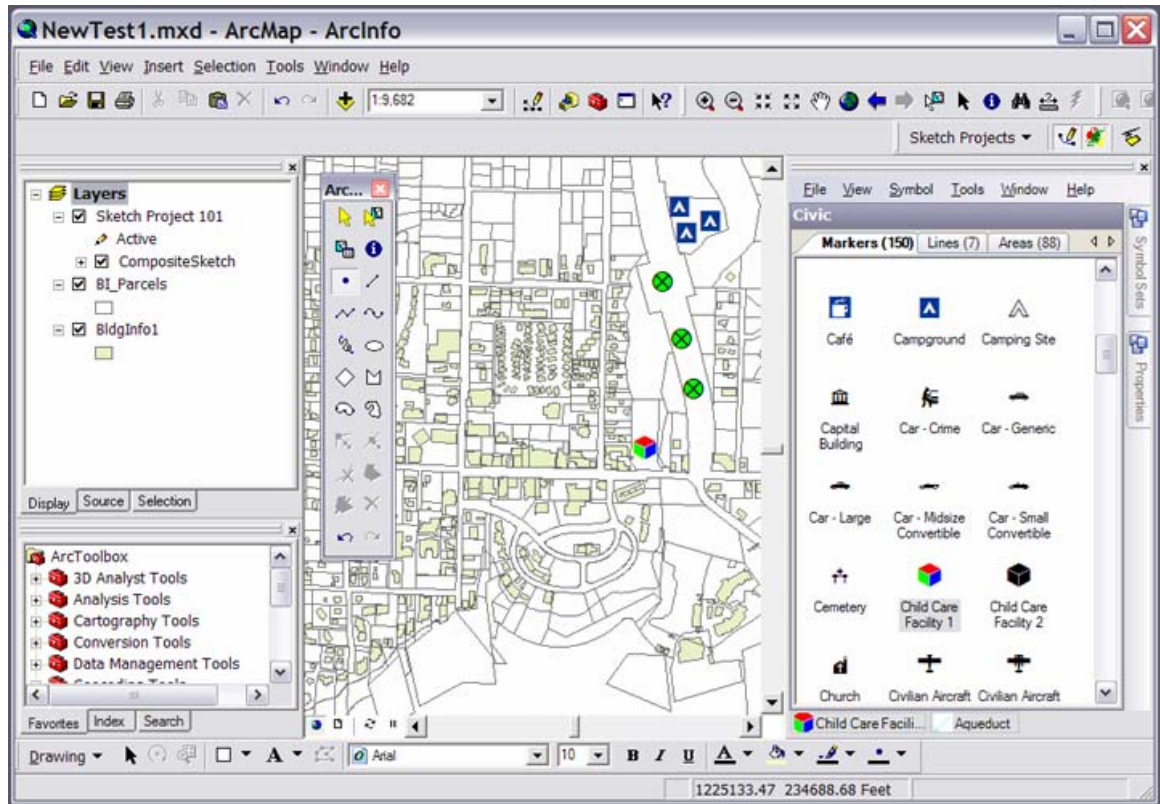 NewTest1.mxd - ArcMap - ArcInfo
File Edit View Insert Selection Tools Window Help
1:9,682
Sketch Projects
Layers
Sketch Project 101
Active
CompositeSketch
BI_Parcels
BldgInfo1
Display Source Selection
ArcToolbox
3D Analyst Tools
Analysis Tools
Cartography Tools
Conversion Tools
Data Management Tools
Favorites Index Search
Arc...
File View Symbol Tools Window Help
Civic
Markers (150) Lines (7) Areas (88)
Café Campground Camping Site
Capital Building
Car - Crime Car - Generic
Car - Large
Car - Midsize Convertible
Car - Small Convertible
Cemetery
Child Care Facility 1
Child Care Facility 2
Church Civilian Aircraft Civilian Aircraft
Child Care Facili... Aqueduct
Symbol Sets
Properties
Drawing A Arial 10 B I U A
1225133.47 234688.68 Feet